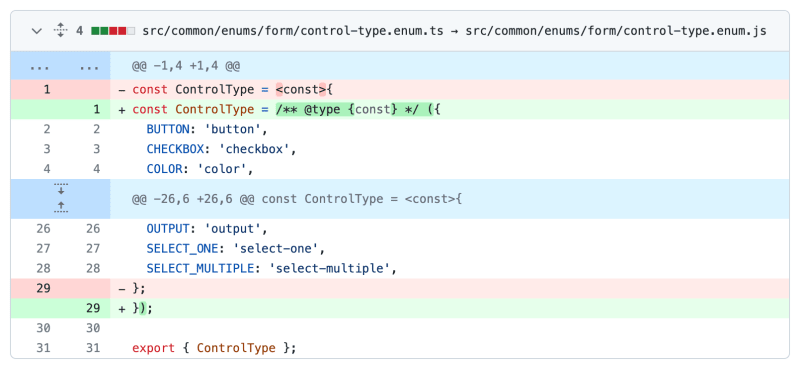 4 src/common/enums/form/control-type.enum.ts → src/common/enums/form/control-type.enum.js
... ... @@ -1,4 +1,4 @@
1 - const ControlType = <const>{
1 + const ControlType = /** @type {const} */ ({
2 2 BUTTON: 'button',
3 3 CHECKBOX: 'checkbox',
4 4 COLOR: 'color',
@@ -26,6 +26,6 @@ const ControlType = <const>{
26 26 OUTPUT: 'output',
27 27 SELECT_ONE: 'select-one',
28 28 SELECT_MULTIPLE: 'select-multiple',
29 - };
29 + });
30 30
31 31 export { ControlType };